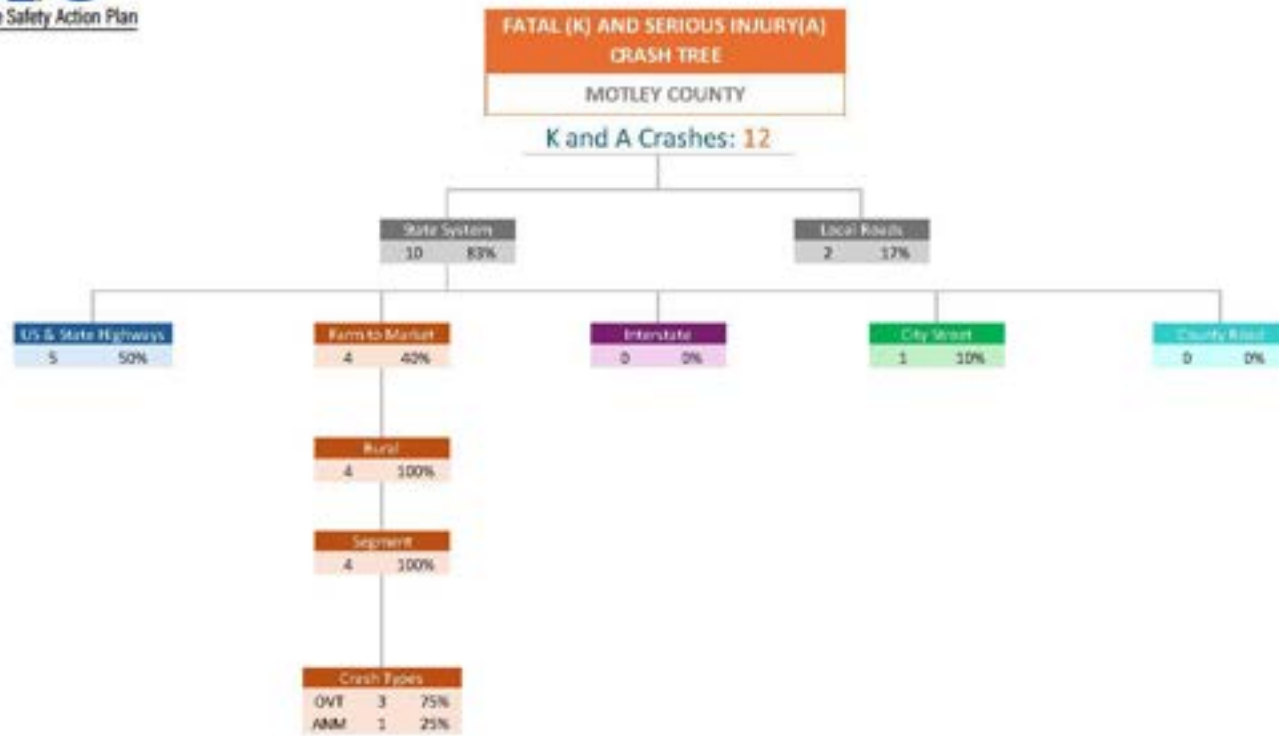 Safety Action Plan
FATAL (K) AND SERIOUS INJURY(A)
CRASH TREE
MOTLEY COUNTY
K and A Crashes: 12
State System
10 83%
Local Roads
2 17%
US & State Highways
5 50%
Farm to Market
4 40%
Interstate
0 0%
City Street
1 10%
County Road
0 0%
Rural
4 100%
Segment
4 100%
Crash Types
OVT 3 75%
ANM 1 25%